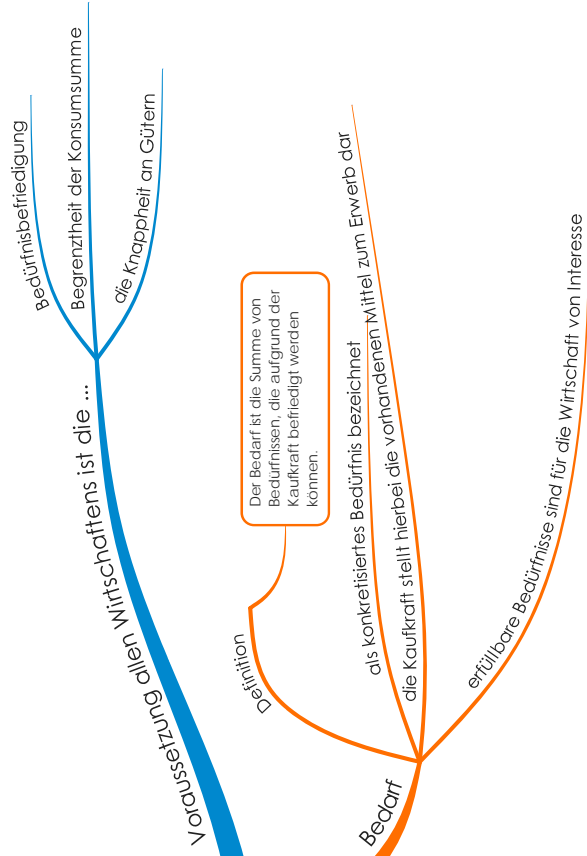 Voraussetzung allen Wirtschaftens ist die ...
Bedürfnisbefriedigung
Begrenztheit der Konsumsumme
die Knappheit an Gütern
Bedarf
Definition
Der Bedarf ist die Summe von
Bedürfnissen, die aufgrund der
Kaufkraft befriedigt werden
können.
als konkretisiertes Bedürfnis bezeichnet
die Kaufkraft stellt hierbei die vorhandenen Mittel zum Erwerb dar
erfüllbare Bedürfnisse sind für die Wirtschaft von Interesse